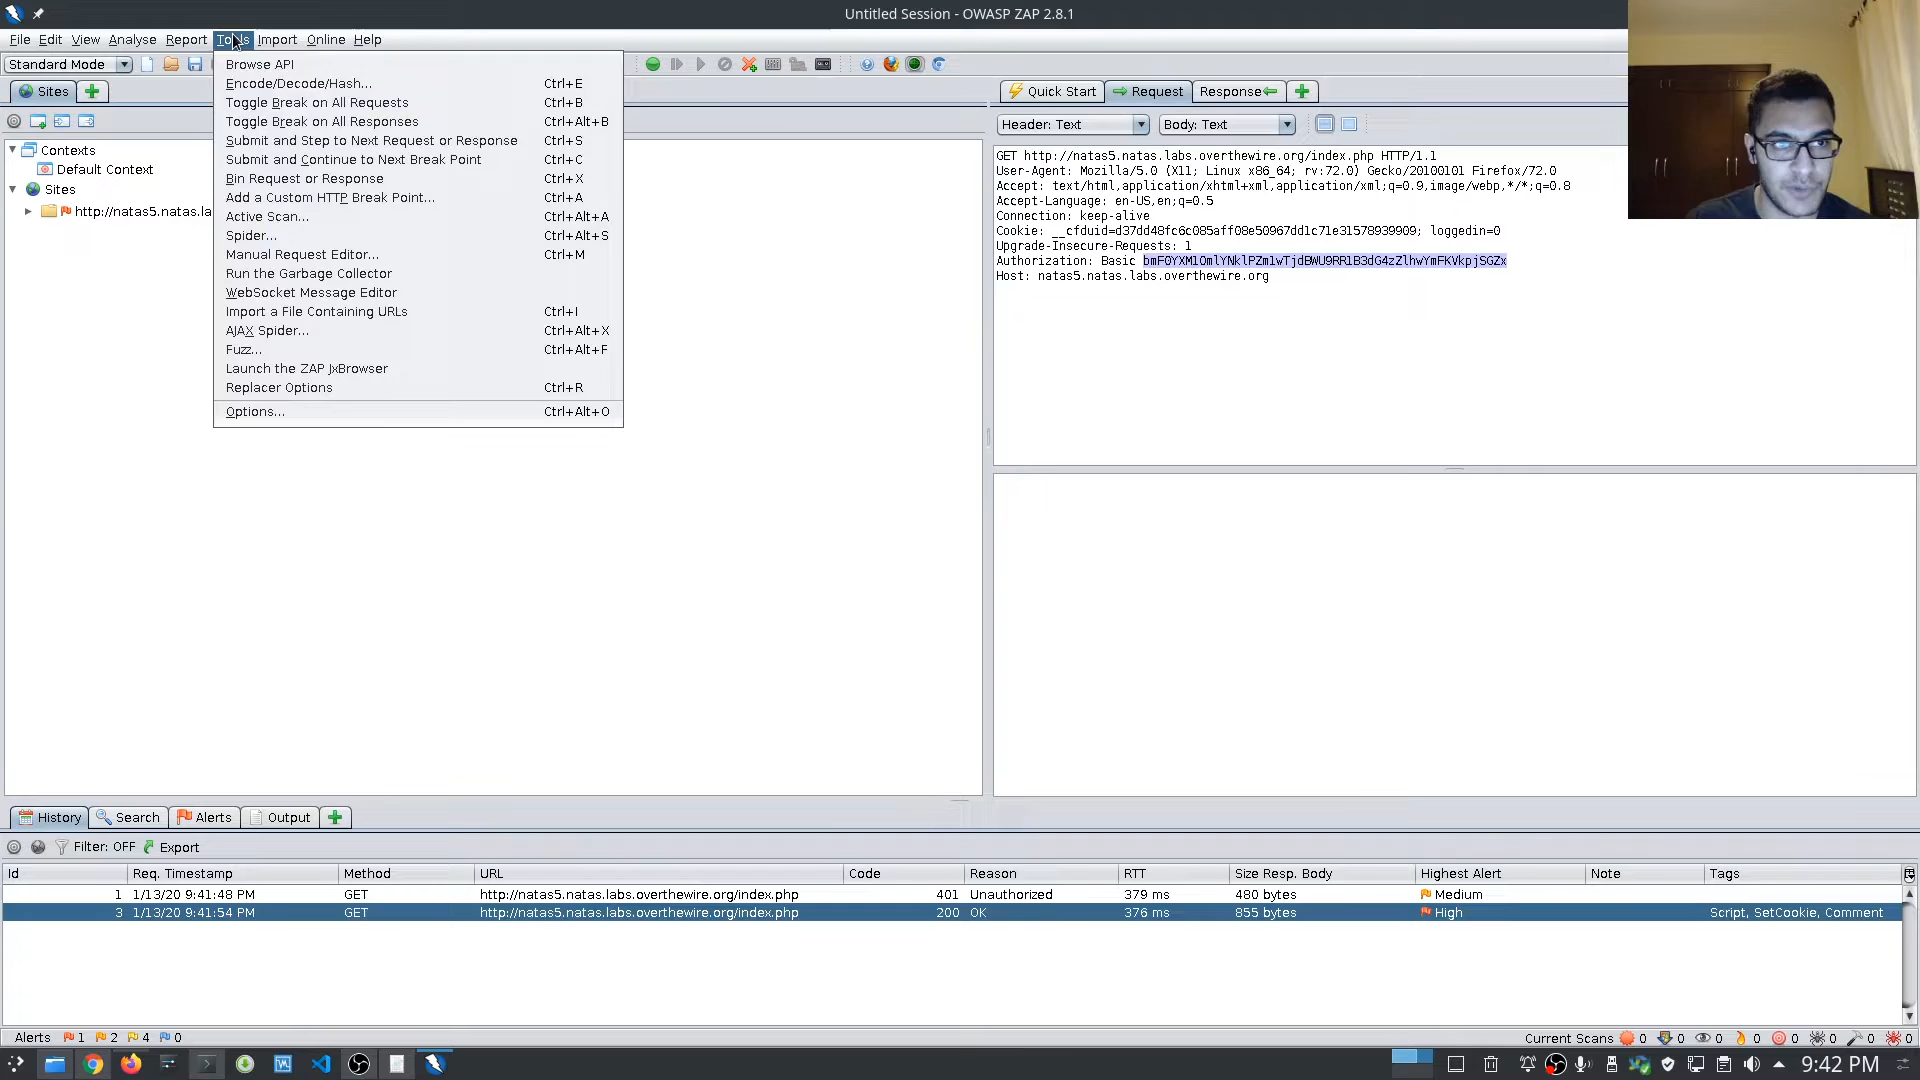 Untitled Session - OWASP ZAP 2.8.1
File Edit View Analyse Report Tools Import Online Help
Standard Mode
Browse API
Encode/Decode/Hash... Ctrl+E
Toggle Break on All Requests Ctrl+B
Toggle Break on All Responses Ctrl+Alt+B
Submit and Step to Next Request or Response Ctrl+S
Submit and Continue to Next Break Point Ctrl+C
Bin Request or Response Ctrl+X
Add a Custom HTTP Break Point... Ctrl+A
Active Scan... Ctrl+Alt+A
Spider... Ctrl+Alt+S
Manual Request Editor... Ctrl+M
Run the Garbage Collector
WebSocket Message Editor
Import a File Containing URLs Ctrl+I
AJAX Spider... Ctrl+Alt+X
Fuzz... Ctrl+Alt+F
Launch the ZAP JxBrowser
Replacer Options Ctrl+R
Options... Ctrl+Alt+O
Sites
Contexts
Default Context
Sites
http://natas5.natas.la
Quick Start Request Response
Header: Text Body: Text
GET http://natas5.natas.labs.overthewire.org/index.php HTTP/1.1
User-Agent: Mozilla/5.0 (X11; Linux x86_64; rv:72.0) Gecko/20100101 Firefox/72.0
Accept: text/html,application/xhtml+xml,application/xml;q=0.9,image/webp,*/*;q=0.8
Accept-Language: en-US,en;q=0.5
Connection: keep-alive
Cookie: __cfduid=d37dd48fc6c085aff08e50967dd1c71e31578939909; loggedin=0
Upgrade-Insecure-Requests: 1
Authorization: Basic
Host: natas5.natas.labs.overthewire.org
History Search Alerts Output
Filter: OFF Export
Id Req. Timestamp Method URL Code Reason RTT Size Resp. Body Highest Alert Note Tags
1 1/13/20 9:41:48 PM GET http://natas5.natas.labs.overthewire.org/index.php 401 Unauthorized 379 ms 480 bytes Medium
3 1/13/20 9:41:54 PM GET http://natas5.natas.labs.overthewire.org/index.php 200 OK 376 ms 855 bytes High Script, SetCookie, Comment
Alerts 1 2 4 0 Current Scans 0 0 0 0 0 0 0 0
9:42 PM